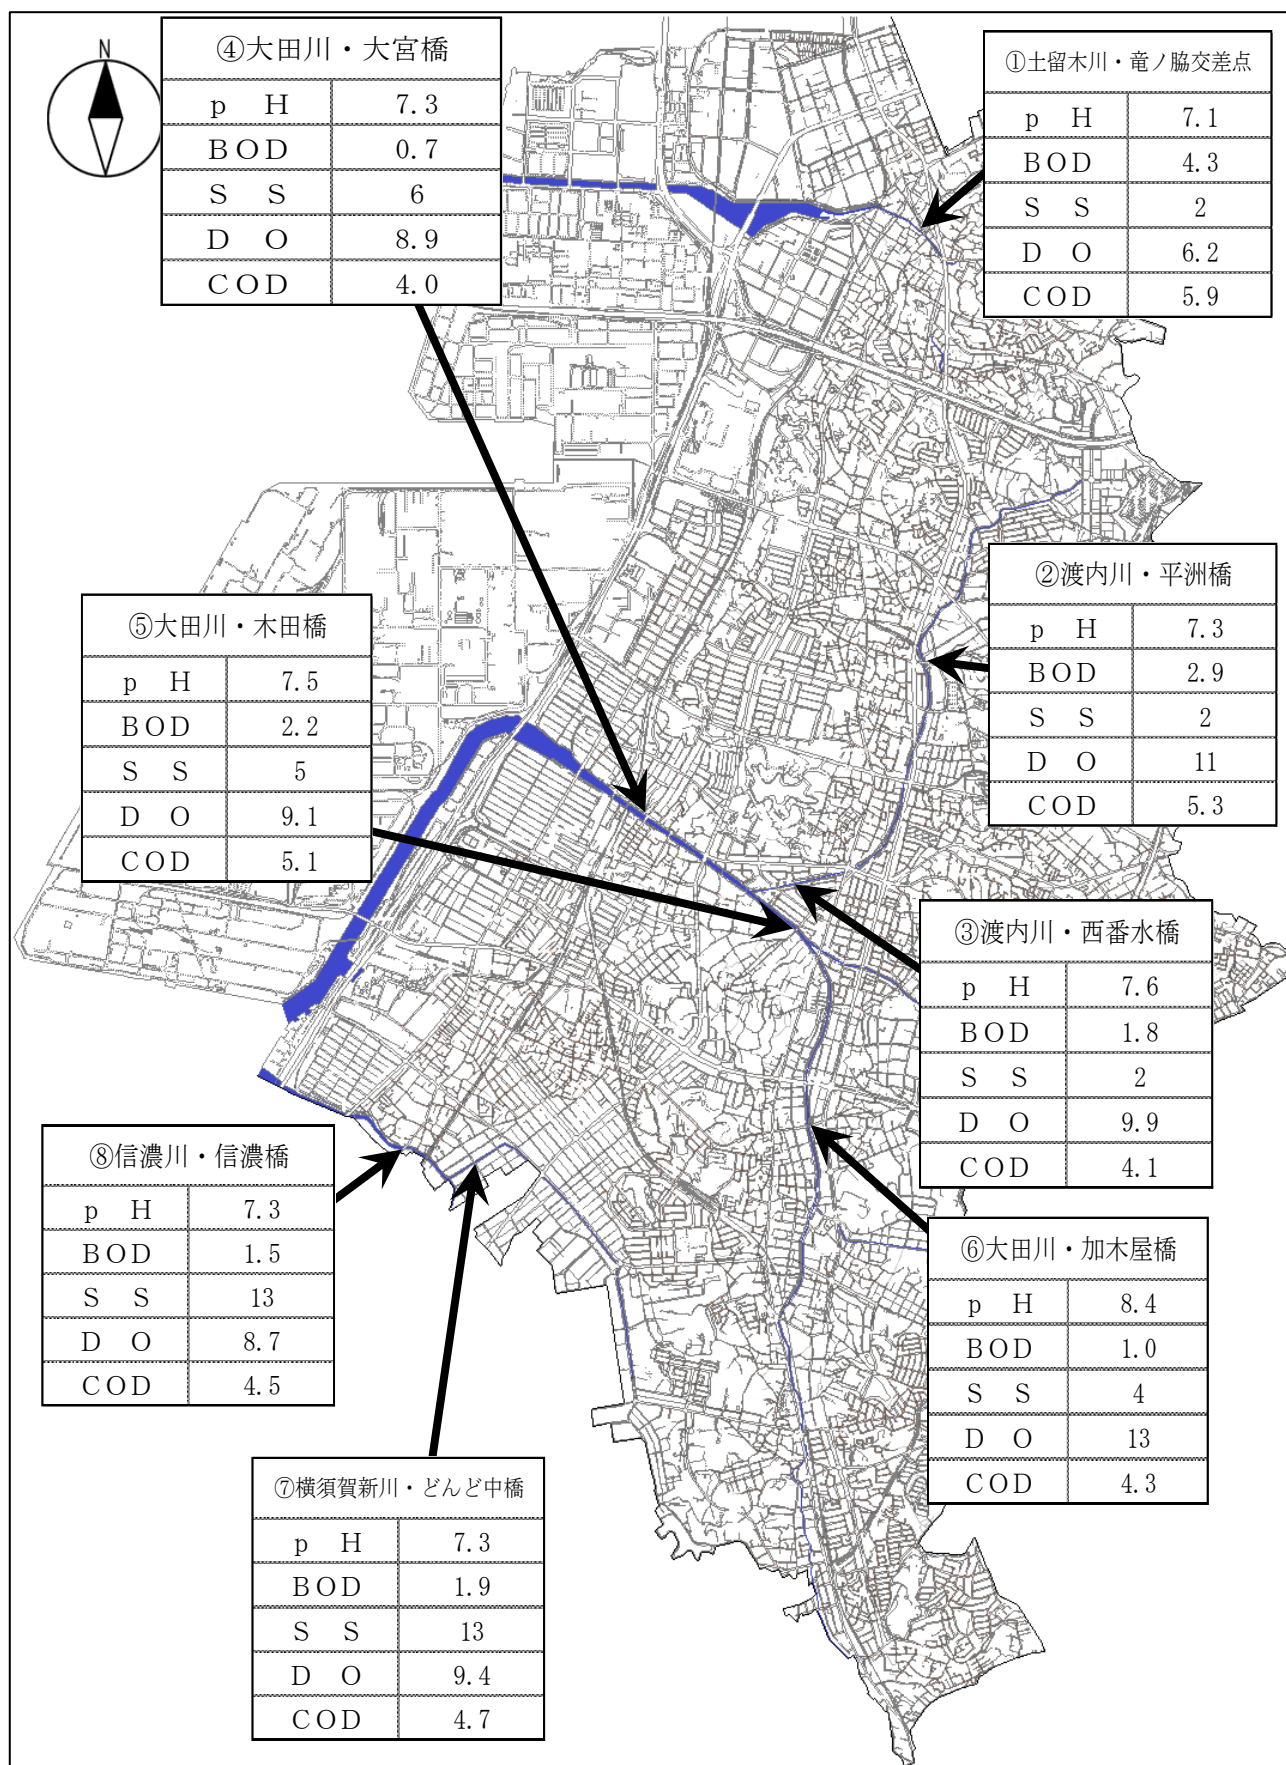 N
④大田川・大宮橋
p H 7.3
BOD 0.7
S S 6
D O 8.9
COD 4.0
①土留木川・竜ノ脇交差点
p H 7.1
BOD 4.3
S S 2
D O 6.2
COD 5.9
②渡内川・平洲橋
p H 7.3
BOD 2.9
S S 2
D O 11
COD 5.3
⑤大田川・木田橋
p H 7.5
BOD 2.2
S S 5
D O 9.1
COD 5.1
③渡内川・西番水橋
p H 7.6
BOD 1.8
S S 2
D O 9.9
COD 4.1
⑧信濃川・信濃橋
p H 7.3
BOD 1.5
S S 13
D O 8.7
COD 4.5
⑥大田川・加木屋橋
p H 8.4
BOD 1.0
S S 4
D O 13
COD 4.3
⑦横須賀新川・どんど中橋
p H 7.3
BOD 1.9
S S 13
D O 9.4
COD 4.7